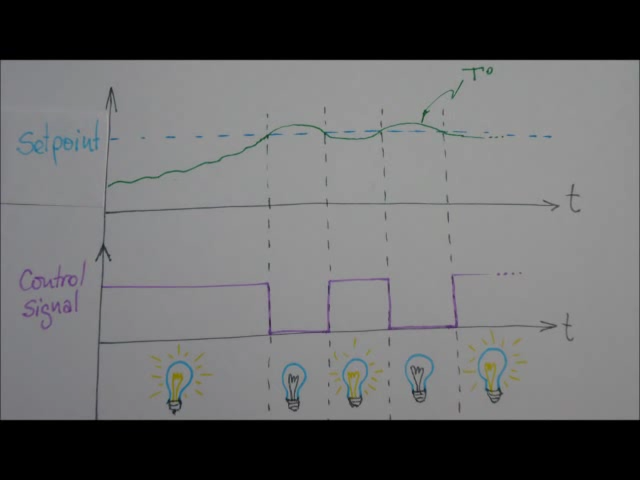 T°
Setpoint
t
Control
Signal
t